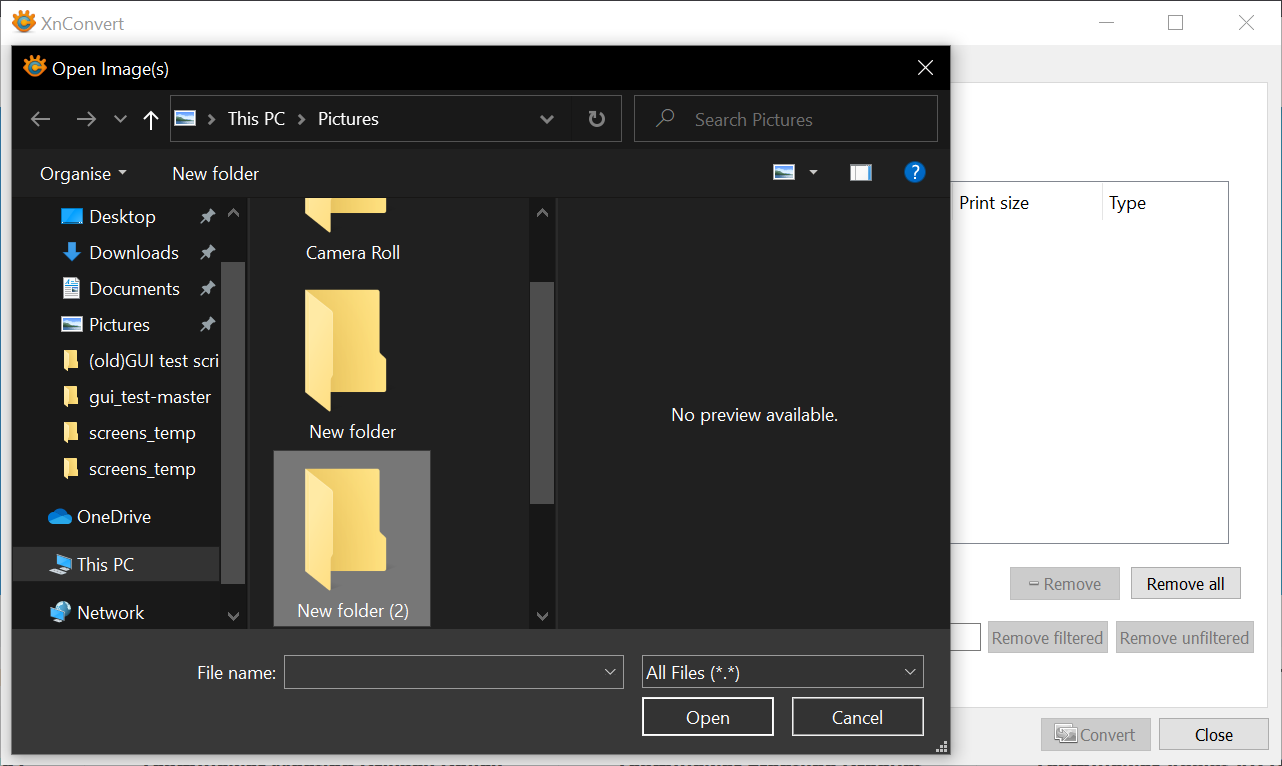 XnConvert
Open Image(s)
This PC
Pictures
Search Pictures
Organise
New folder
?
Desktop
Downloads
Documents
Pictures
(old)GUI test scri
gui_test-master
screens_temp
screens_temp
OneDrive
This PC
Network
Camera Roll
New folder
New folder (2)
No preview available.
Print size
Type
Remove
Remove all
Remove filtered
Remove unfiltered
File name:
All Files (*.*)
Open
Cancel
Convert
Close